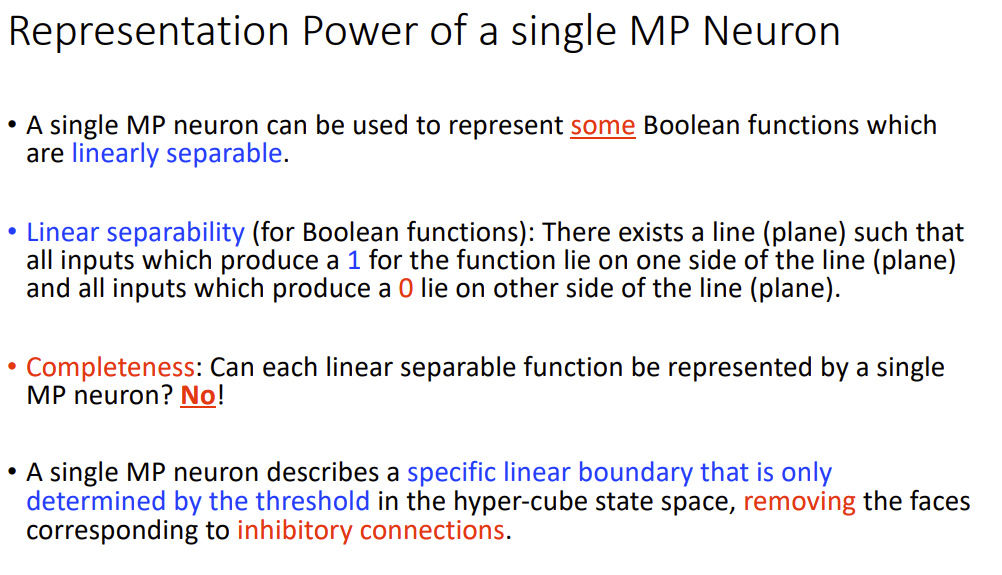 Representation Power of a single MP Neuron
• A single MP neuron can be used to represent some Boolean functions which
are linearly separable.
• Linear separability (for Boolean functions): There exists a line (plane) such that
all inputs which produce a 1 for the function lie on one side of the line (plane)
and all inputs which produce a 0 lie on other side of the line (plane).
• Completeness: Can each linear separable function be represented by a single
MP neuron? No!
• A single MP neuron describes a specific linear boundary that is only
determined by the threshold in the hyper-cube state space, removing the faces
corresponding to inhibitory connections.